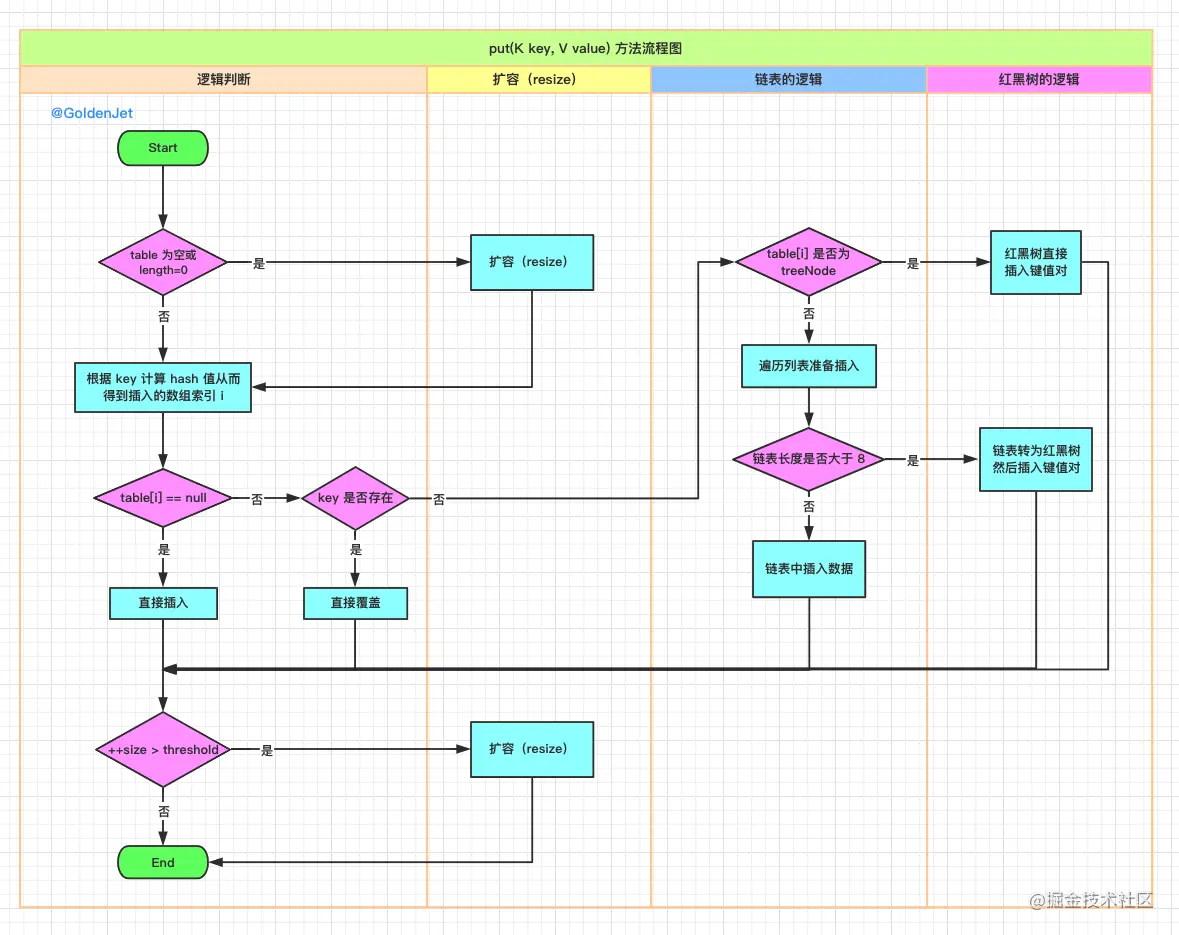 put(K key, V value) 方法流程图
逻辑判断
扩容（resize）
链表的逻辑
红黑树的逻辑
@GoldenJet
Start
table 为空或
length=0
是
扩容（resize）
否
根据 key 计算 hash 值从而
得到插入的数组索引 i
table[i] == null
否
key 是否存在
否
是
直接插入
是
直接覆盖
table[i] 是否为
treeNode
是
红黑树直接
插入键值对
否
遍历列表准备插入
链表长度是否大于 8
是
链表转为红黑树
然后插入键值对
否
链表中插入数据
++size > threshold
是
扩容（resize）
否
End
@掘金技术社区